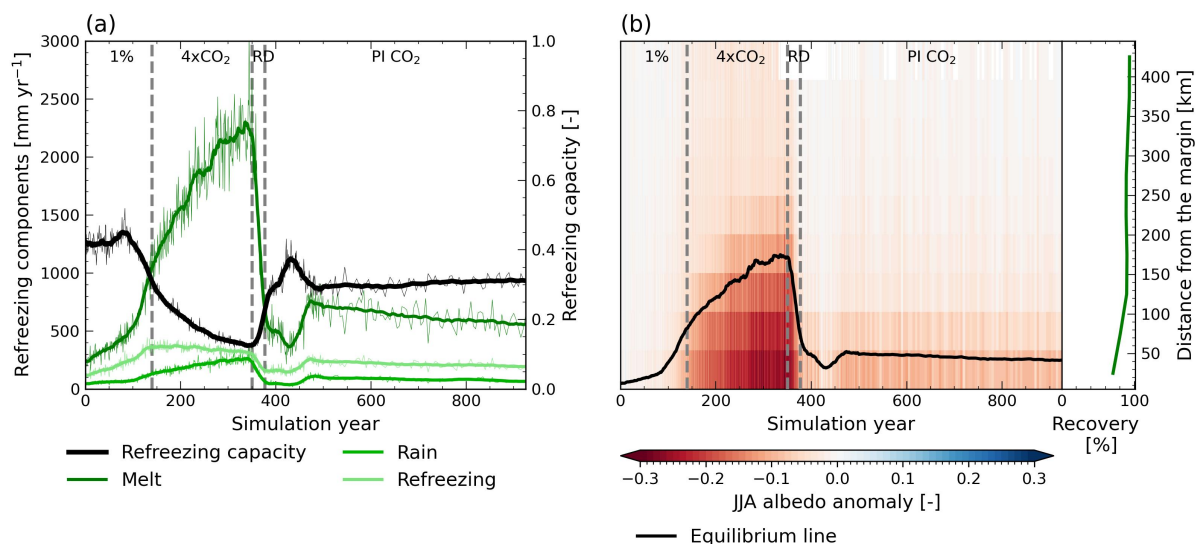 (a)
1%
4xCO₂
RD
PI CO₂
3000
2500
2000
1500
1000
500
0
Refreezing components [mm yr⁻¹]
1.0
0.8
0.6
0.4
0.2
0.0
Refreezing capacity [-]
0 200 400 600 800
Simulation year
Refreezing capacity
Melt
Rain
Refreezing
(b)
1%
4xCO₂
RD
PI CO₂
400
350
300
250
200
150
100
50
Distance from the margin [km]
0 200 400 600 800
Simulation year
0 100
Recovery
[%]
−0.3 −0.2 −0.1 0.0 0.1 0.2 0.3
JJA albedo anomaly [-]
Equilibrium line